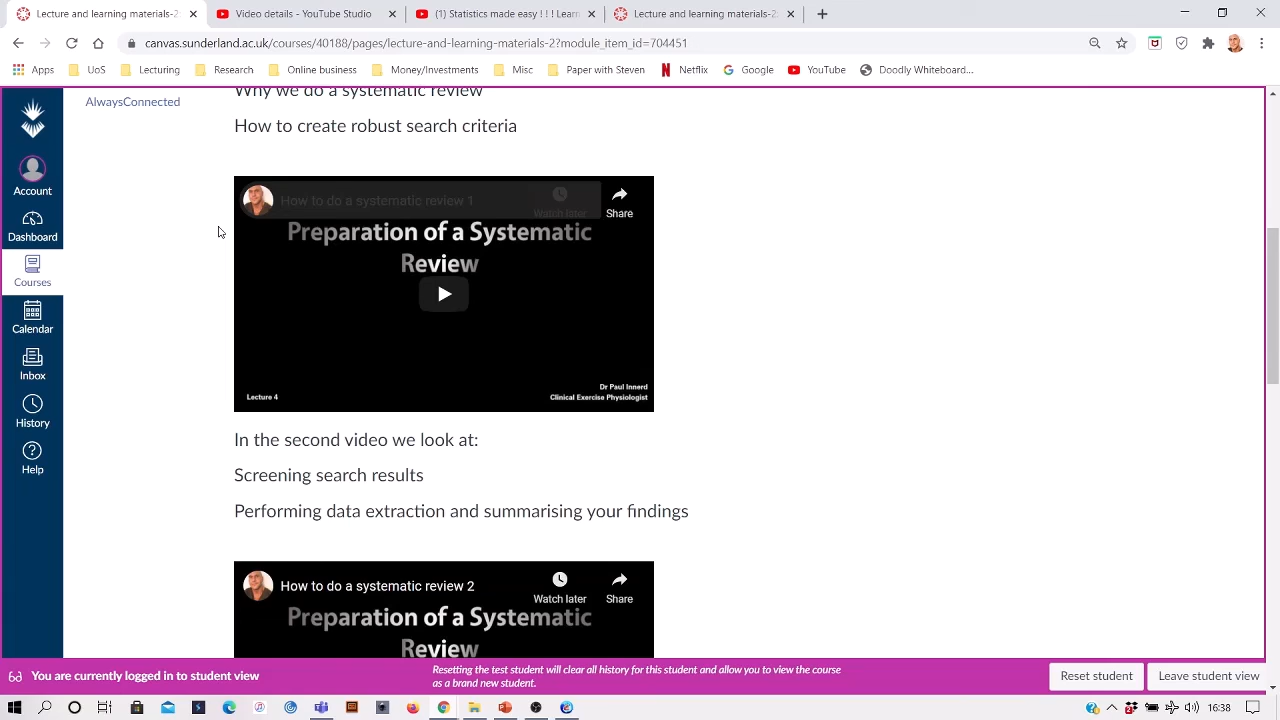 Lecture and learning materials-2
Video details - YouTube
(1) Statistics made easy ! ! ! Learn
Lecture and learning materials-2
canvas.sunderland.ac.uk/courses/40188/pages/lecture-and-learning-materials-2?module_item_id=704451
Apps
UoS
Lecturing
Research
Online business
Money/Investments
Misc
Paper with Steven
Netflix
Google
YouTube
Doodly Whiteboard...
AlwaysConnected
Account
Dashboard
Courses
Calendar
Inbox
History
Help
Why we do a systematic review
How to create robust search criteria
How to do a systematic review 1
Watch later
Share
Preparation of a Systematic
Review
Lecture 4
Dr Paul Innerd
Clinical Exercise Physiologist
In the second video we look at:
Screening search results
Performing data extraction and summarising your findings
How to do a systematic review 2
Watch later
Share
Preparation of a Systematic
Review
You are currently logged in to student view
Resetting the test student will clear all history for this student and allow you to view the course
as a brand new student.
Reset student
Leave student view
16:38